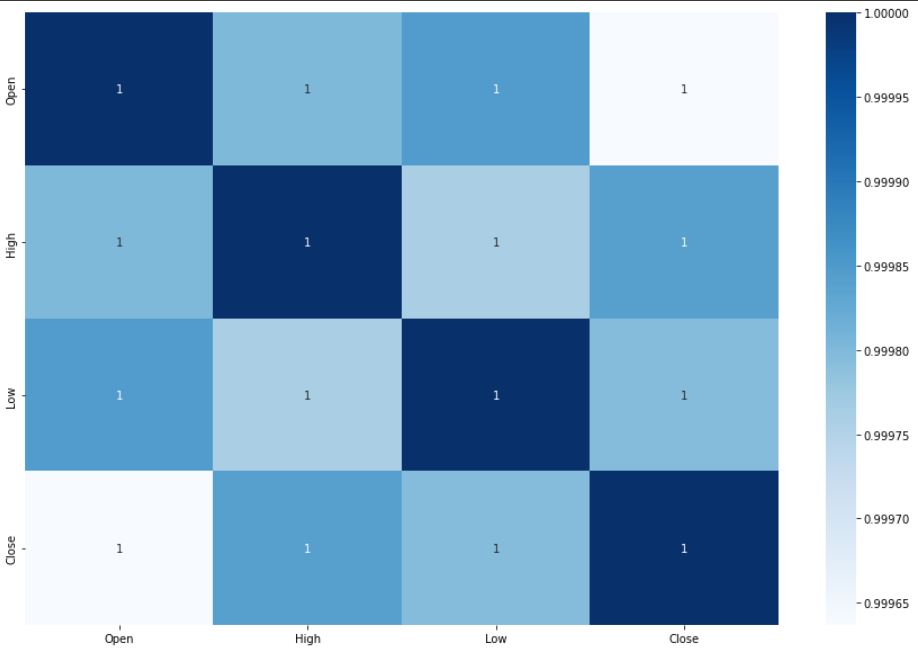 Open 1 1 1 1
High 1 1 1 1
Low 1 1 1 1
Close 1 1 1 1
Open High Low Close
1.00000
0.99995
0.99990
0.99985
0.99980
0.99975
0.99970
0.99965